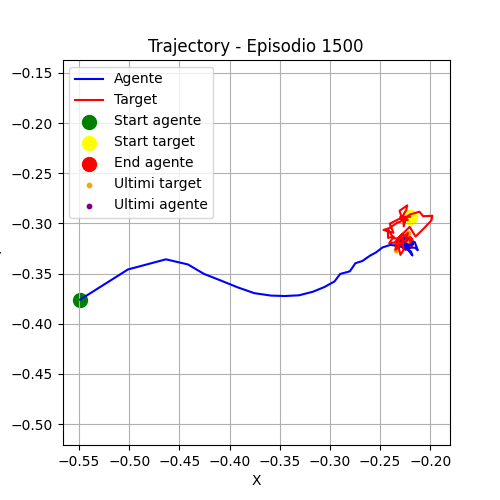 Trajectory - Episodio 1500
Agente
Target
Start agente
Start target
End agente
Ultimi target
Ultimi agente
−0.15
−0.20
−0.25
−0.30
−0.35
−0.40
−0.45
−0.50
−0.55 −0.50 −0.45 −0.40 −0.35 −0.30 −0.25 −0.20
X